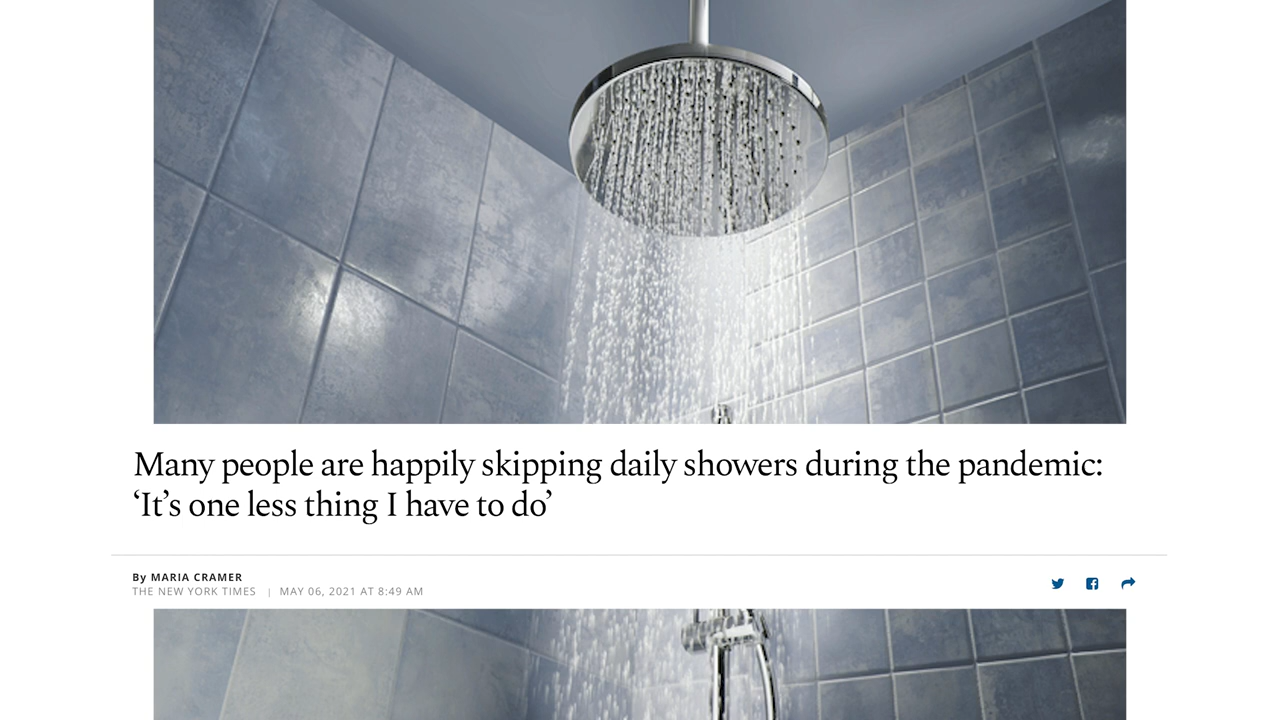 Many people are happily skipping daily showers during the pandemic:
‘It’s one less thing I have to do’
By MARIA CRAMER
THE NEW YORK TIMES | MAY 06, 2021 AT 8:49 AM